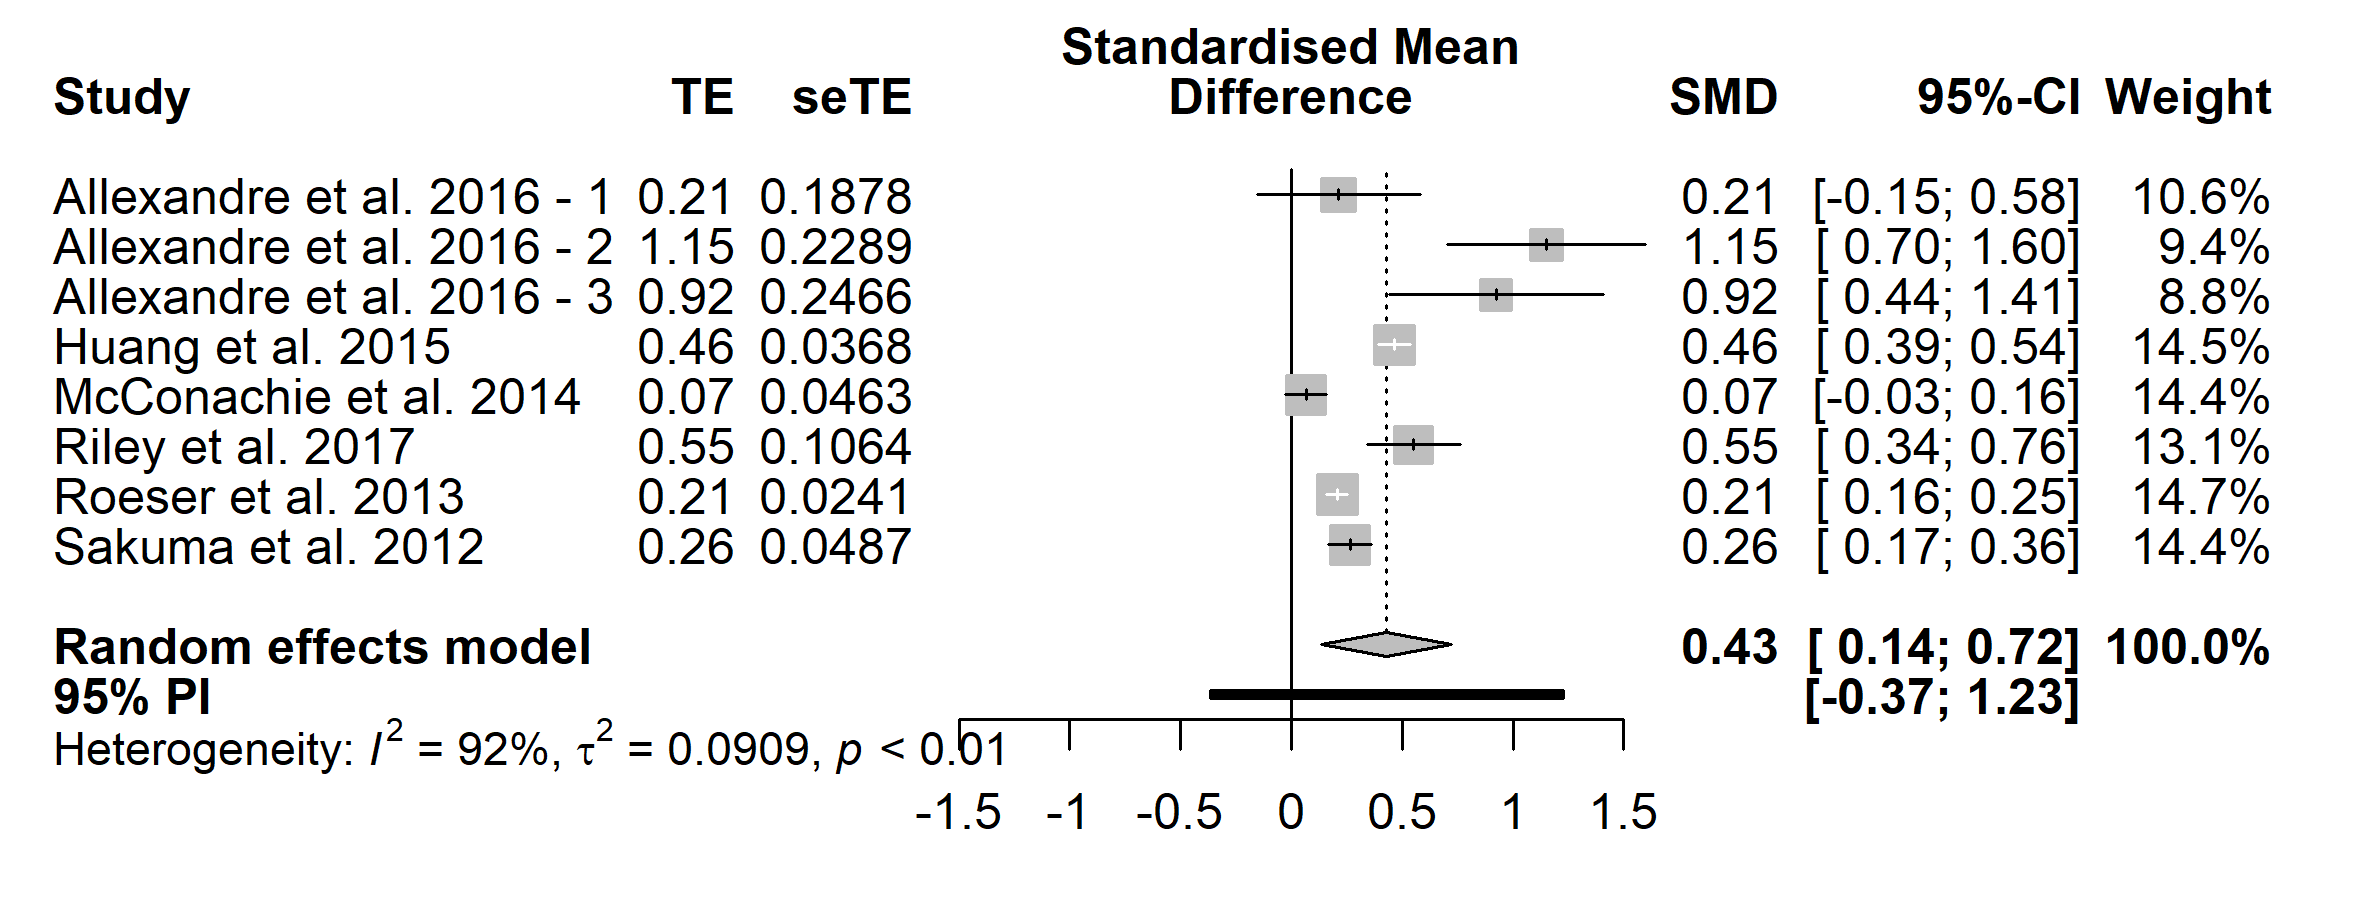 Standardised Mean
Study TE seTE Difference SMD 95%-CI Weight
Allexandre et al. 2016 - 1 0.21 0.1878 0.21 [-0.15; 0.58] 10.6%
Allexandre et al. 2016 - 2 1.15 0.2289 1.15 [ 0.70; 1.60] 9.4%
Allexandre et al. 2016 - 3 0.92 0.2466 0.92 [ 0.44; 1.41] 8.8%
Huang et al. 2015 0.46 0.0368 0.46 [ 0.39; 0.54] 14.5%
McConachie et al. 2014 0.07 0.0463 0.07 [-0.03; 0.16] 14.4%
Riley et al. 2017 0.55 0.1064 0.55 [ 0.34; 0.76] 13.1%
Roeser et al. 2013 0.21 0.0241 0.21 [ 0.16; 0.25] 14.7%
Sakuma et al. 2012 0.26 0.0487 0.26 [ 0.17; 0.36] 14.4%
Random effects model 0.43 [ 0.14; 0.72] 100.0%
95% PI [-0.37; 1.23]
Heterogeneity: I² = 92%, τ² = 0.0909, p < 0.01
-1.5 -1 -0.5 0 0.5 1 1.5